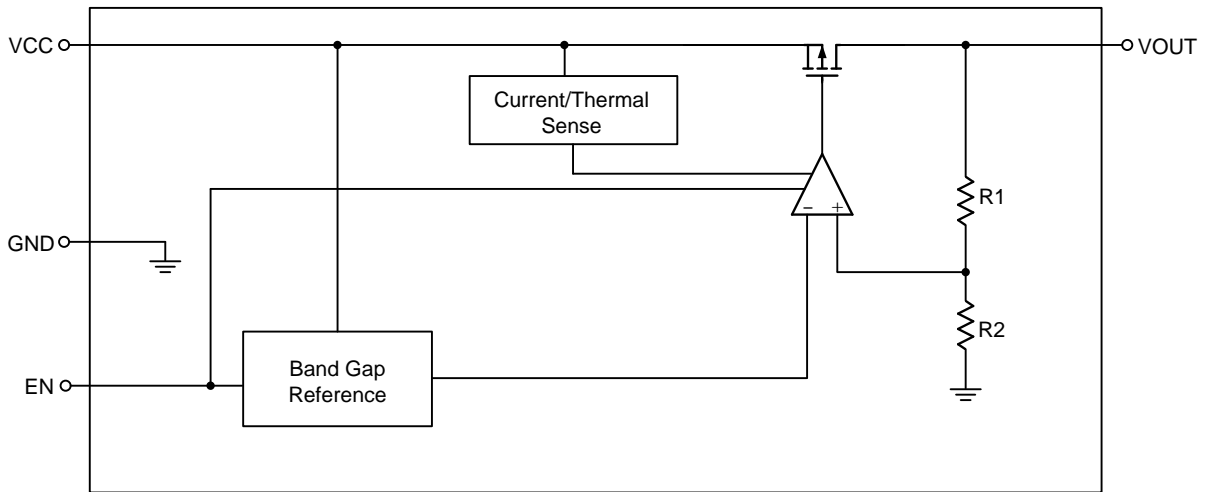 VCC
VOUT
Current/Thermal
Sense
R1
- +
GND
R2
Band Gap
Reference
EN